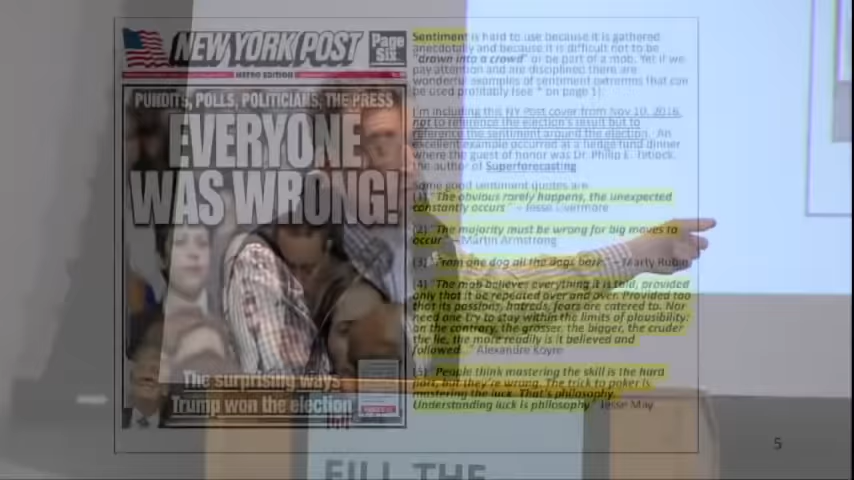 NEW YORK POST
Page
Six
METRO EDITION
PUNDITS, POLLS, POLITICIANS, THE PRESS
EVERYONE
WAS WRONG!
The surprising ways
Trump won the election
Sentiment is hard to use because it is gathered
anecdotally and because it is difficult not to be
"drawn into a crowd" or be part of a mob. Yet if we
pay attention and are disciplined there are
wonderful examples of sentiment extremes that can
be used profitably (see * on page 1):
I'm including this NY Post cover from Nov 10, 2016,
not to reference the election's result but to
reference the sentiment around the election. An
excellent example occurred at a hedge fund dinner
where the guest of honor was Dr. Philip E. Tetlock,
the author of Superforecasting
Some good sentiment quotes are
(1) "The obvious rarely happens, the unexpected
constantly occurs" – Jesse Livermore
(2) "The majority must be wrong for big moves to
occur" – Martin Armstrong
(3) "From one dog all the dogs bark." – Marty Rubin
(4) "The mob believes everything it is told, provided
only that it be repeated over and over. Provided too
that its passions, hatreds, fears are catered to. Nor
need one try to stay within the limits of plausibility:
on the contrary, the grosser, the bigger, the cruder
the lie, the more readily is it believed and
followed..." Alexandre Koyre
(5) "People think mastering the skill is the hard
part, but they're wrong. The trick to poker is
mastering the luck. That's philosophy.
Understanding luck is philosophy" Jesse May
5
FILL THE